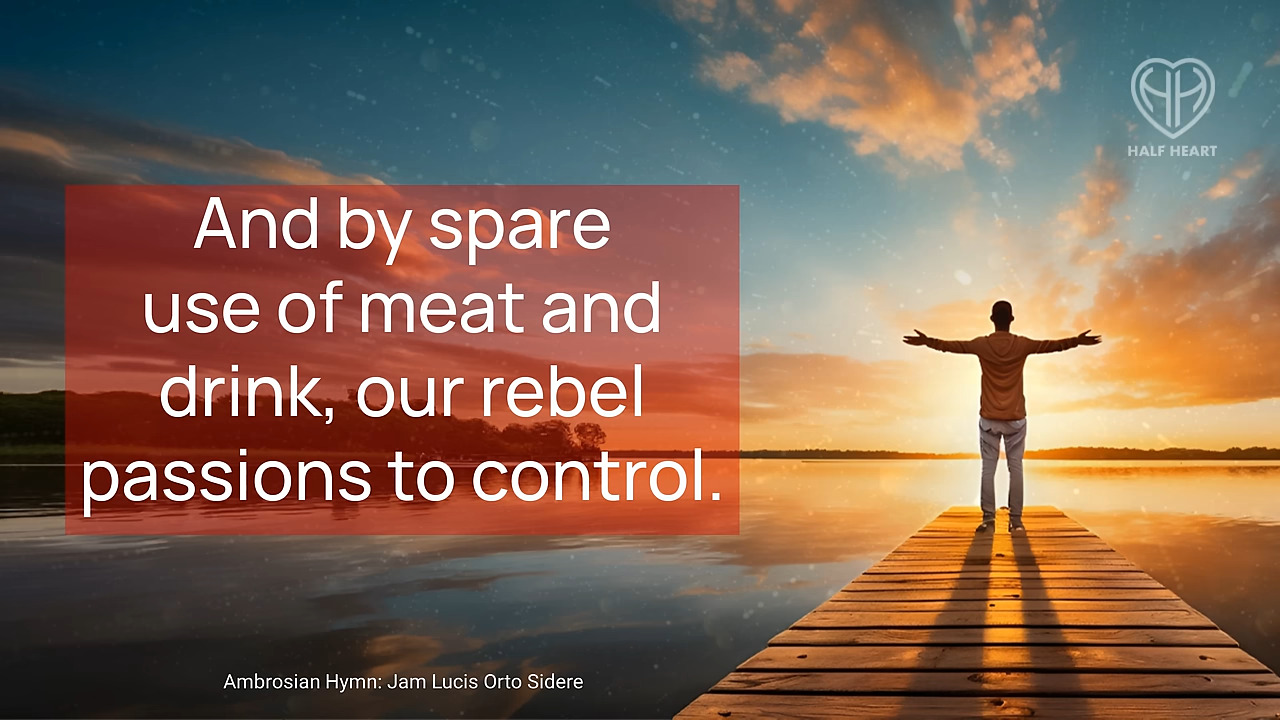 HALF HEART
And by spare
use of meat and
drink, our rebel
passions to control.
Ambrosian Hymn: Jam Lucis Orto Sidere